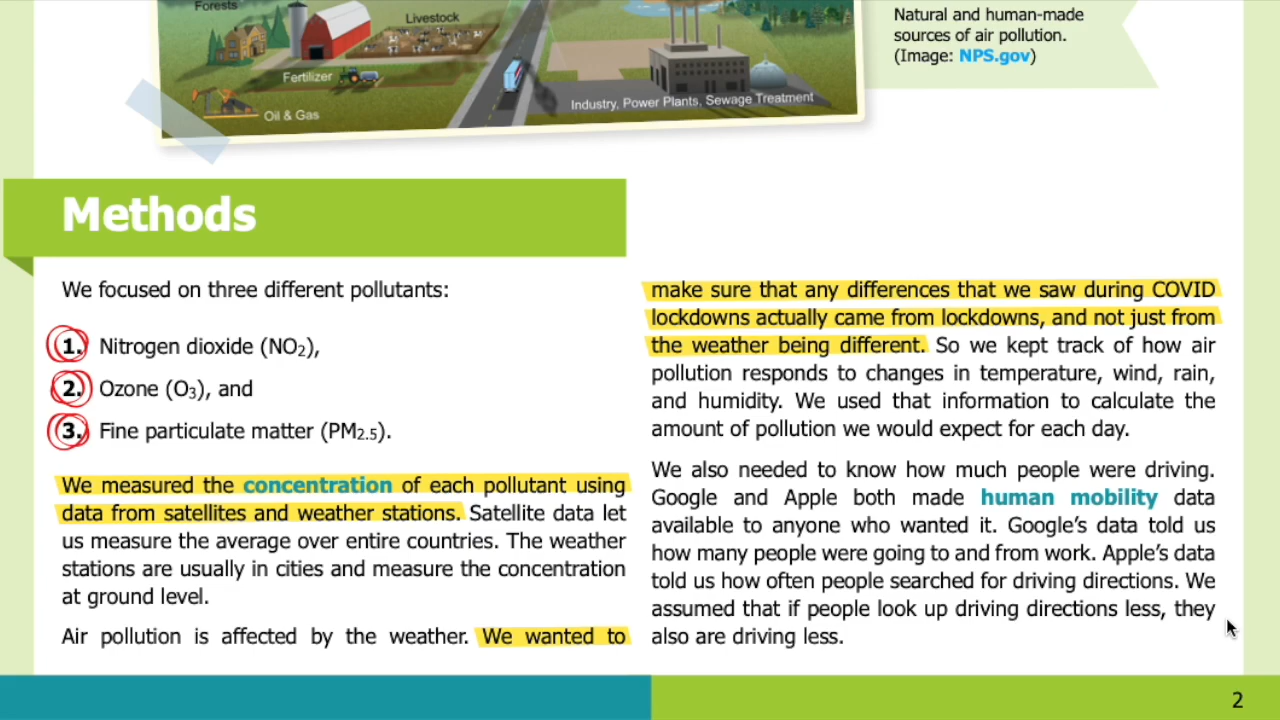 Forests
Livestock
Fertilizer
Oil & Gas
Industry, Power Plants, Sewage Treatment
Natural and human-made
sources of air pollution.
(Image: NPS.gov)
Methods
We focused on three different pollutants:
1. Nitrogen dioxide (NO₂),
2. Ozone (O₃), and
3. Fine particulate matter (PM₂.₅).
We measured the concentration of each pollutant using
data from satellites and weather stations. Satellite data let
us measure the average over entire countries. The weather
stations are usually in cities and measure the concentration
at ground level.
Air pollution is affected by the weather. We wanted to
make sure that any differences that we saw during COVID
lockdowns actually came from lockdowns, and not just from
the weather being different. So we kept track of how air
pollution responds to changes in temperature, wind, rain,
and humidity. We used that information to calculate the
amount of pollution we would expect for each day.
We also needed to know how much people were driving.
Google and Apple both made human mobility data
available to anyone who wanted it. Google's data told us
how many people were going to and from work. Apple's data
told us how often people searched for driving directions. We
assumed that if people look up driving directions less, they
also are driving less.
2